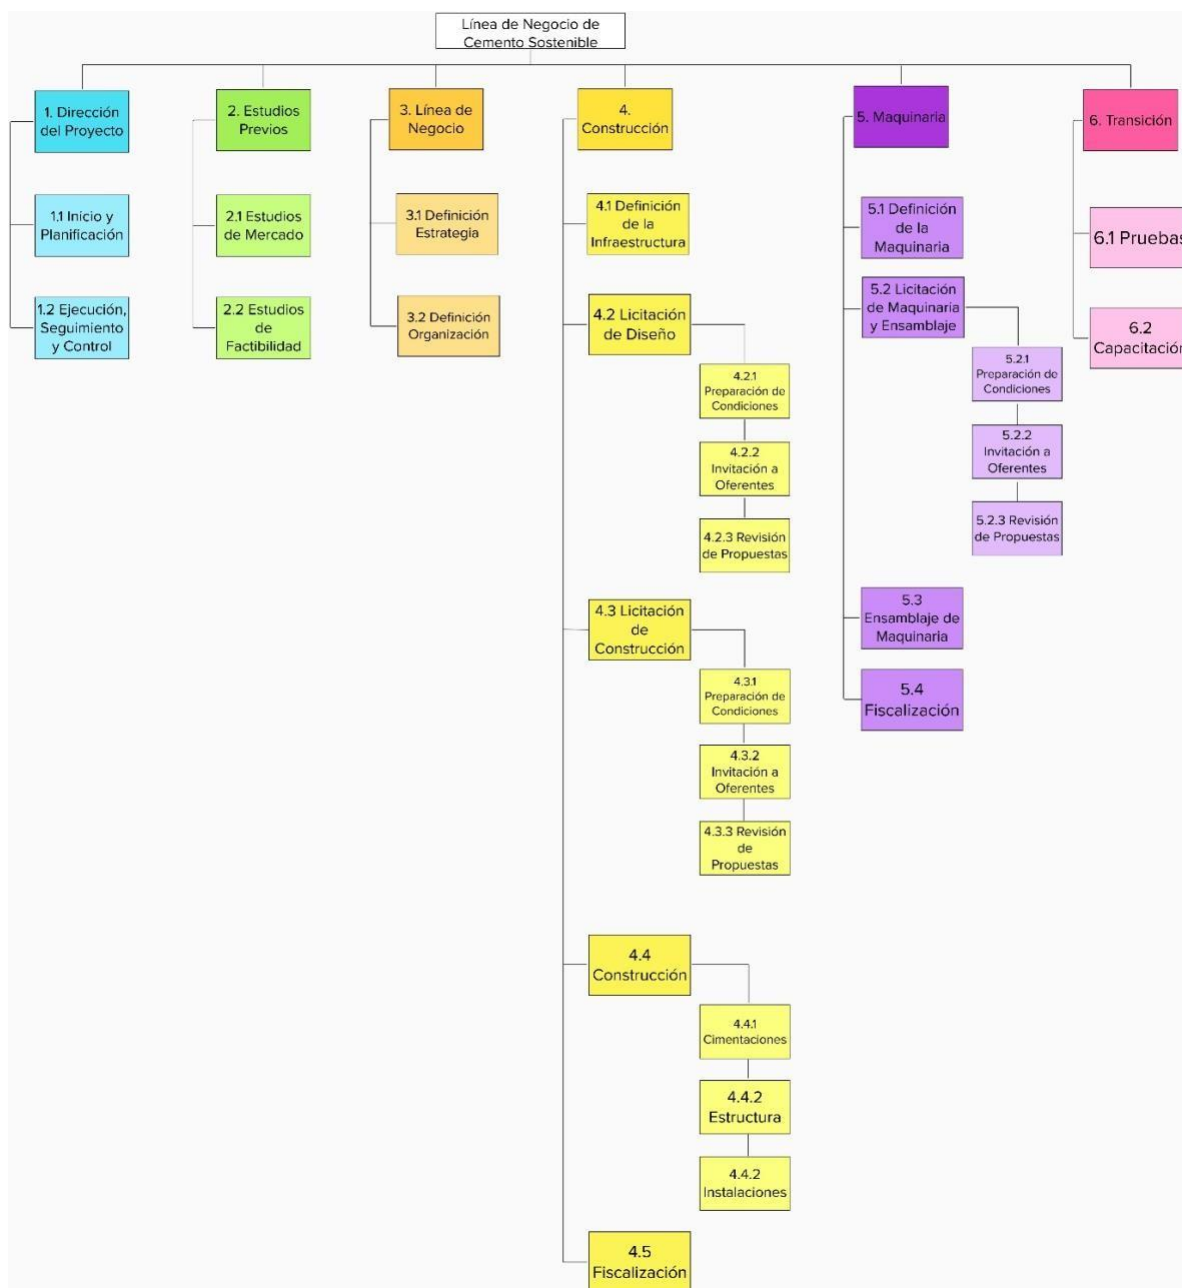 Línea de Negocio de
Cemento Sostenible
1. Dirección
del Proyecto
1.1 Inicio y
Planificación
1.2 Ejecución,
Seguimiento
y Control
2. Estudios
Previos
2.1 Estudios
de Mercado
2.2 Estudios
de
Factibilidad
3. Línea de
Negocio
3.1 Definición
Estrategia
3.2 Definición
Organización
4.
Construcción
4.1 Definición
de la
Infraestructura
4.2 Licitación
de Diseño
4.2.1
Preparación de
Condiciones
4.2.2
Invitación a
Oferentes
4.2.3 Revisión
de Propuestas
4.3 Licitación
de
Construcción
4.3.1
Preparación de
Condiciones
4.3.2
Invitación a
Oferentes
4.3.3 Revisión
de
Propuestas
4.4
Construcción
4.4.1
Cimentaciones
4.4.2
Estructura
4.4.2
Instalaciones
4.5
Fiscalización
5. Maquinaria
5.1 Definición
de la
Maquinaria
5.2 Licitación
de Maquinaria
y Ensamblaje
5.2.1
Preparación de
Condiciones
5.2.2
Invitación a
Oferentes
5.2.3 Revisión
de Propuestas
5.3
Ensamblaje de
Maquinaria
5.4
Fiscalización
6. Transición
6.1 Pruebas
6.2
Capacitación